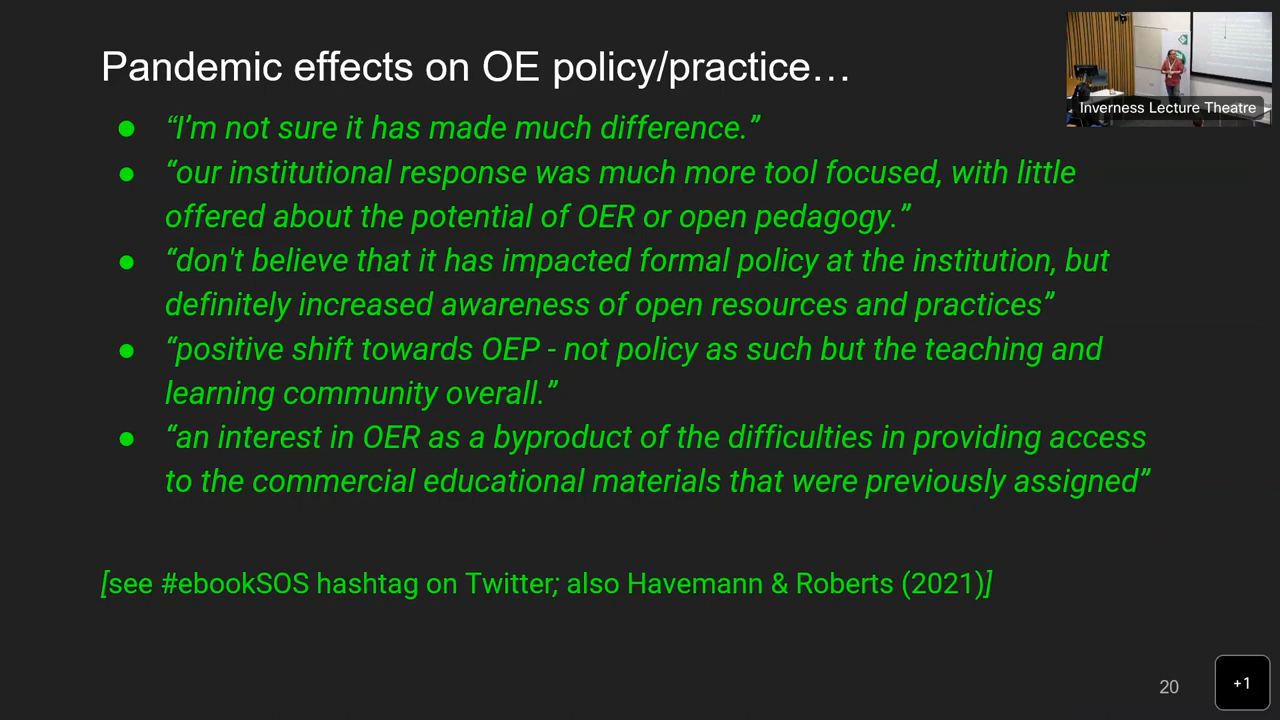 Pandemic effects on OE policy/practice…
Inverness Lecture Theatre
● “I’m not sure it has made much difference.”
● “our institutional response was much more tool focused, with little
offered about the potential of OER or open pedagogy.”
● “don't believe that it has impacted formal policy at the institution, but
definitely increased awareness of open resources and practices”
● “positive shift towards OEP - not policy as such but the teaching and
learning community overall.”
● “an interest in OER as a byproduct of the difficulties in providing access
to the commercial educational materials that were previously assigned”
[see #ebookSOS hashtag on Twitter; also Havemann & Roberts (2021)]
20
+1